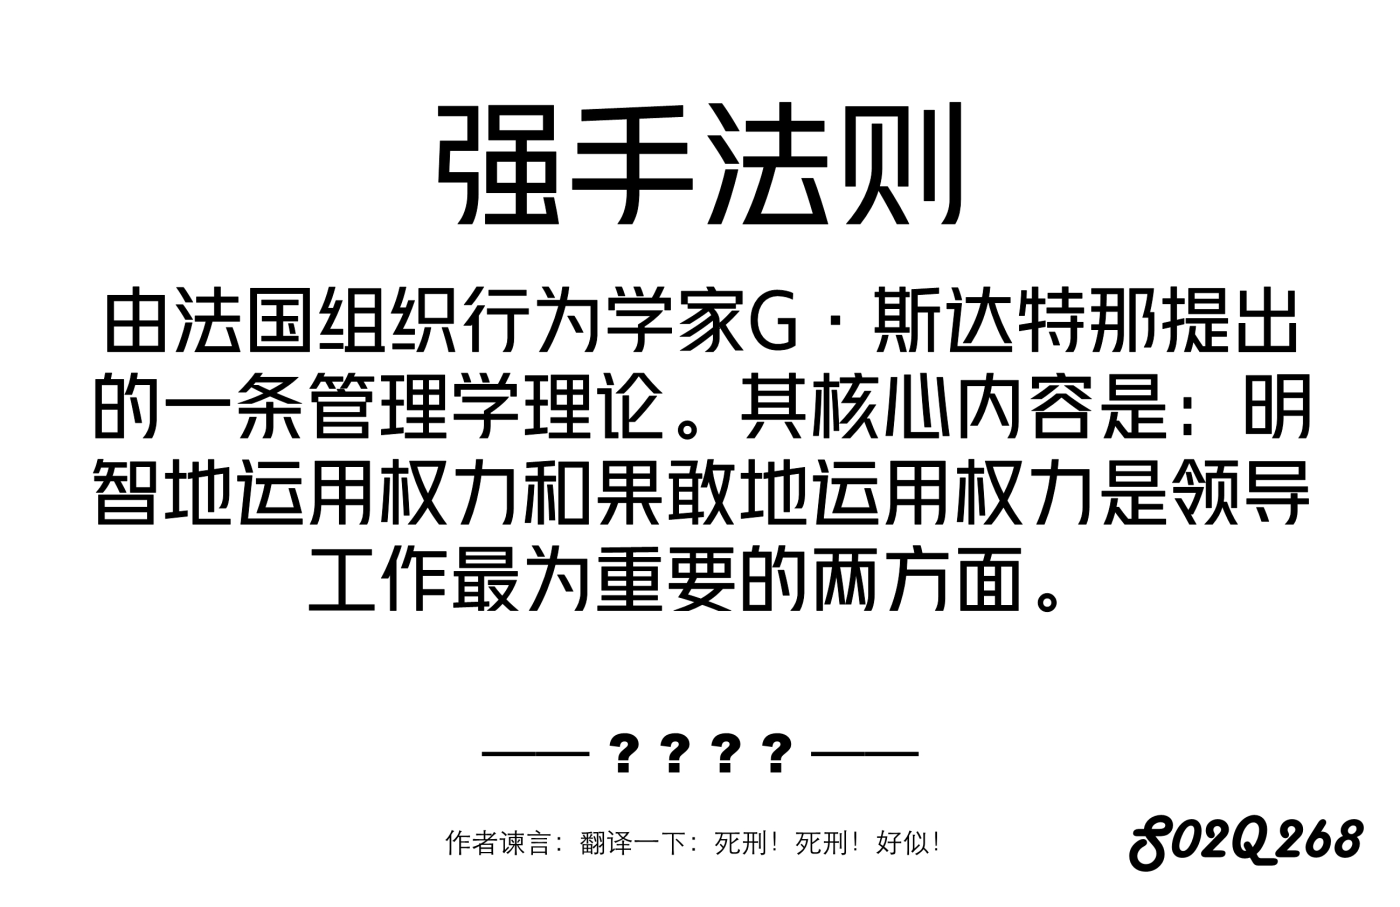 强手法则
由法国组织行为学家G·斯达特那提出
的一条管理学理论。其核心内容是：明
智地运用权力和果敢地运用权力是领导
工作最为重要的两方面。
——？？？？——
作者谏言：翻译一下：死刑！死刑！好似！
S02Q268